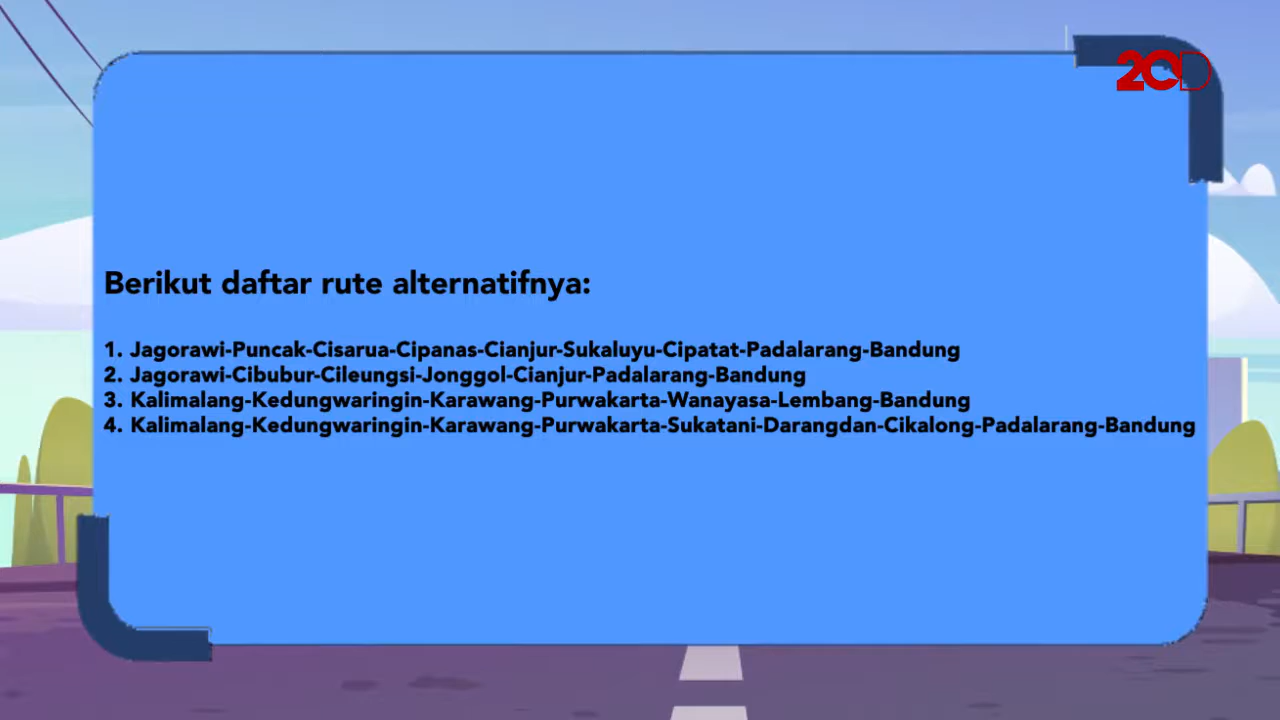 20D
Berikut daftar rute alternatifnya:
1. Jagorawi-Puncak-Cisarua-Cipanas-Cianjur-Sukaluyu-Cipatat-Padalarang-Bandung
2. Jagorawi-Cibubur-Cileungsi-Jonggol-Cianjur-Padalarang-Bandung
3. Kalimalang-Kedungwaringin-Karawang-Purwakarta-Wanayasa-Lembang-Bandung
4. Kalimalang-Kedungwaringin-Karawang-Purwakarta-Sukatani-Darangdan-Cikalong-Padalarang-Bandung